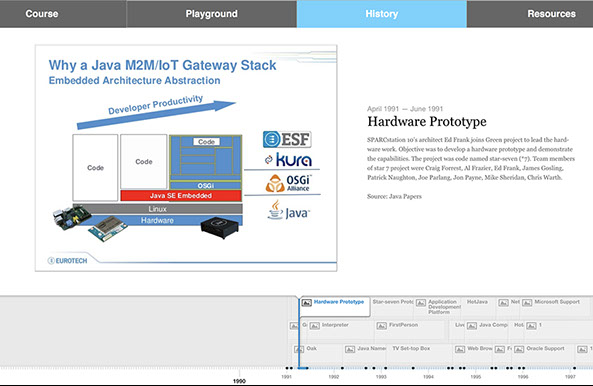 Course
Playground
History
Resources
Why a Java M2M/IoT Gateway Stack
Embedded Architecture Abstraction
Developer Productivity
Code
Code
Code
OSGi
Java SE Embedded
Linux
Hardware
ESF
kura
OSGi
Alliance
Java
EUROTECH
April 1991 — June 1991
Hardware Prototype
SPARCstation 10's architect Ed Frank joins Green project to lead the hard-
ware work. Objective was to develop a hardware prototype and demonstrate
the capabilities. The project was code named star-seven (*7). Team members
of star 7 project were Craig Forrest, Al Frazier, Ed Frank, James Gosling,
Patrick Naughton, Joe Parlang, Jon Payne, Mike Sheridan, Chris Warth.
Source: Java Papers
Hardware Prototype
Star-seven Proto
Application
Development
Platform
HotJava
Microsoft Support
Interpreter
FirstPerson
Java Comp
1
Oak
Java Name
TV Set-top Box
Web Brow
Oracle Support
1990
1991
1992
1993
1994
1995
1996
1997